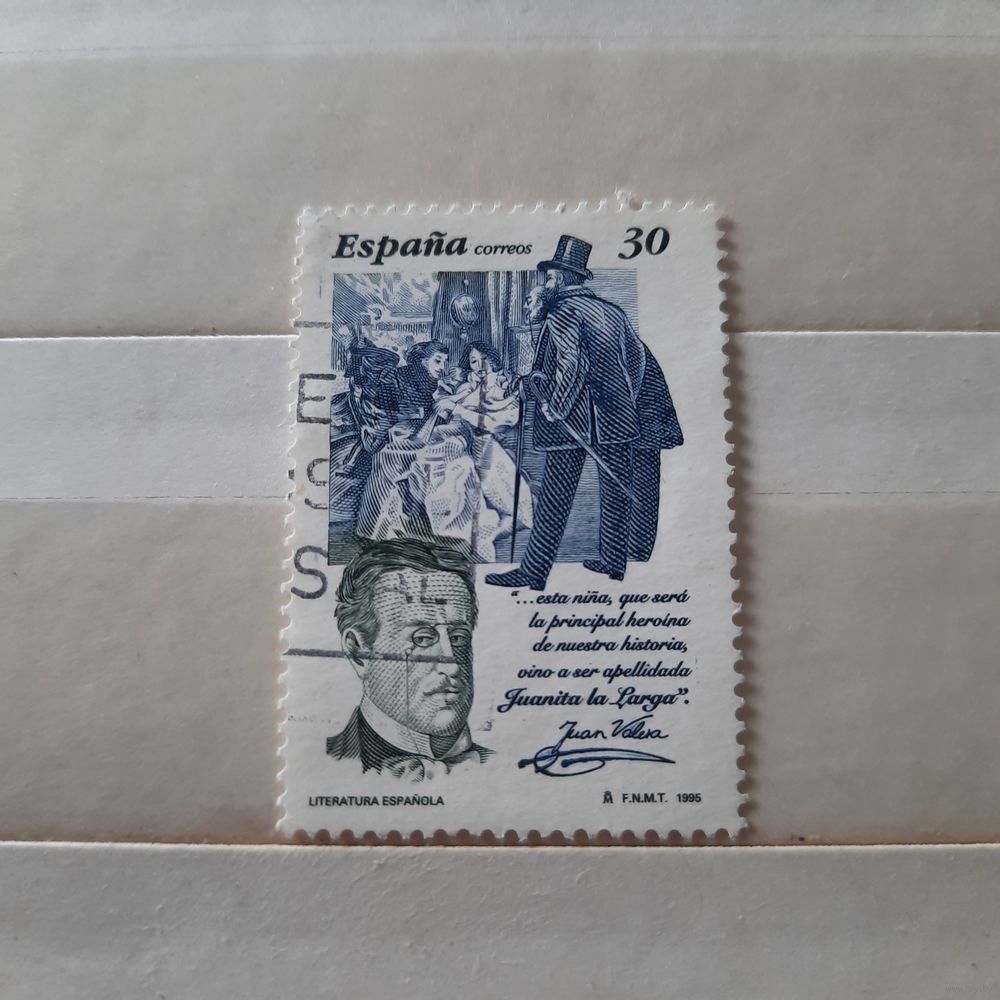 España correos 30
E
S
S AL
"...esta niña, que será
la principal heroína
de nuestra historia,
vino a ser apellidada
Juanita la Larga".
Juan Valera
LITERATURA ESPAÑOLA
M F.N.M.T. 1995